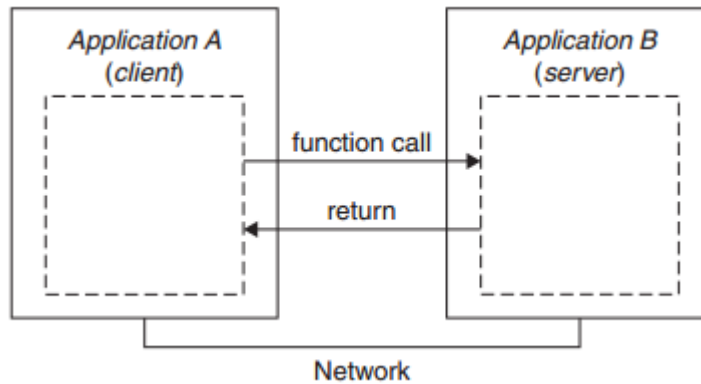 Application A
(client)
Application B
(server)
function call
return
Network